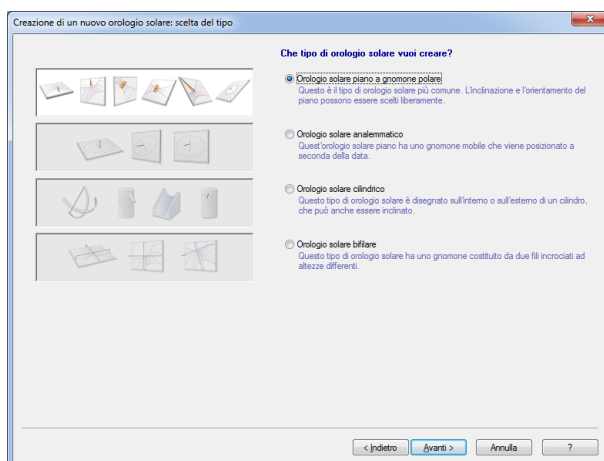 Creazione di un nuovo orologio solare: scelta del tipo
Che tipo di orologio solare vuoi creare?
Orologio solare piano a gnomone polare
Questo è il tipo di orologio solare più comune. L'inclinazione e l'orientamento del
piano possono essere scelti liberamente.
Orologio solare analemmatico
Quest'orologio solare piano ha uno gnomone mobile che viene posizionato a
seconda della data.
Orologio solare cilindrico
Questo tipo di orologio solare è disegnato sull'interno o sull'esterno di un cilindro,
che può anche essere inclinato.
Orologio solare bifilare
Questo tipo di orologio solare ha uno gnomone costituito da due fili incrociati ad
altezze differenti.
< Indietro
Avanti >
Annulla
?